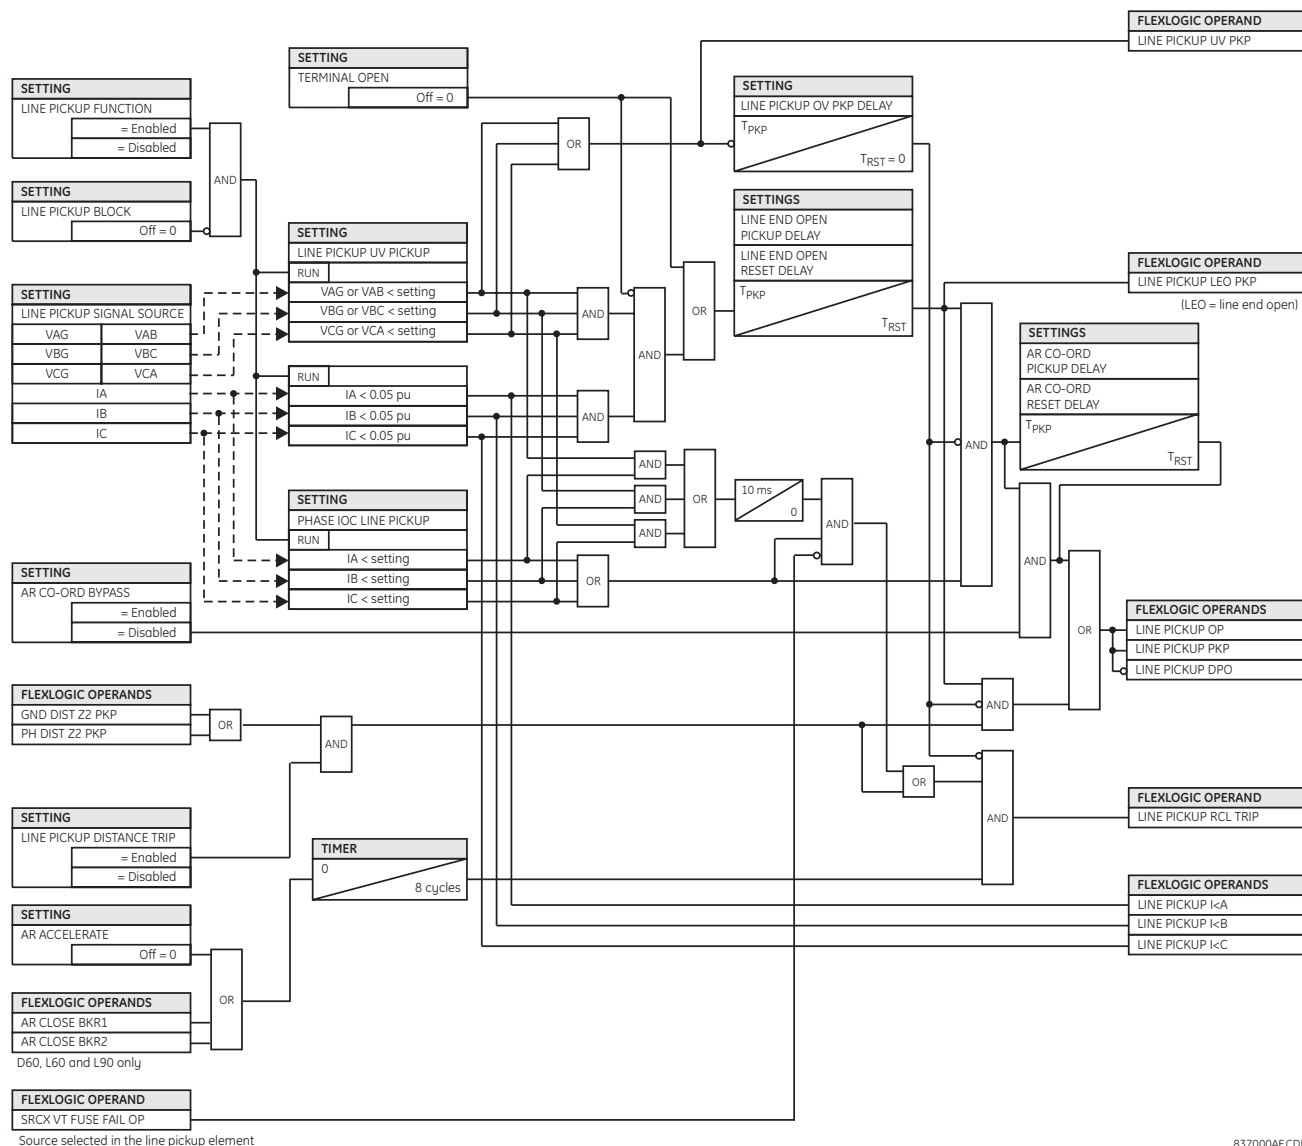 FLEXLOGIC OPERAND
LINE PICKUP UV PKP
SETTING
TERMINAL OPEN
Off = 0
SETTING
LINE PICKUP FUNCTION
= Enabled
= Disabled
AND
SETTING
LINE PICKUP OV PKP DELAY
TPKP
TRST = 0
OR
SETTING
LINE PICKUP BLOCK
Off = 0
SETTINGS
LINE END OPEN
PICKUP DELAY
LINE END OPEN
RESET DELAY
TPKP
TRST
SETTING
LINE PICKUP UV PICKUP
RUN
VAG or VAB < setting
VBG or VBC < setting
VCG or VCA < setting
AND
OR
AND
FLEXLOGIC OPERAND
LINE PICKUP LEO PKP
(LEO = line end open)
SETTING
LINE PICKUP SIGNAL SOURCE
VAG VAB
VBG VBC
VCG VCA
IA
IB
IC
RUN
IA < 0.05 pu
IB < 0.05 pu
IC < 0.05 pu
AND
SETTINGS
AR CO-ORD
PICKUP DELAY
AR CO-ORD
RESET DELAY
TPKP
TRST
AND
AND
AND
AND
OR
10 ms
0
AND
SETTING
PHASE IOC LINE PICKUP
RUN
IA < setting
IB < setting
IC < setting
OR
AND
OR
SETTING
AR CO-ORD BYPASS
= Enabled
= Disabled
FLEXLOGIC OPERANDS
LINE PICKUP OP
LINE PICKUP PKP
LINE PICKUP DPO
FLEXLOGIC OPERANDS
GND DIST Z2 PKP
PH DIST Z2 PKP
OR
AND
AND
OR
AND
FLEXLOGIC OPERAND
LINE PICKUP RCL TRIP
SETTING
LINE PICKUP DISTANCE TRIP
= Enabled
= Disabled
TIMER
0
8 cycles
FLEXLOGIC OPERANDS
LINE PICKUP I<A
LINE PICKUP I<B
LINE PICKUP I<C
SETTING
AR ACCELERATE
Off = 0
OR
FLEXLOGIC OPERANDS
AR CLOSE BKR1
AR CLOSE BKR2
D60, L60 and L90 only
FLEXLOGIC OPERAND
SRCX VT FUSE FAIL OP
Source selected in the line pickup element